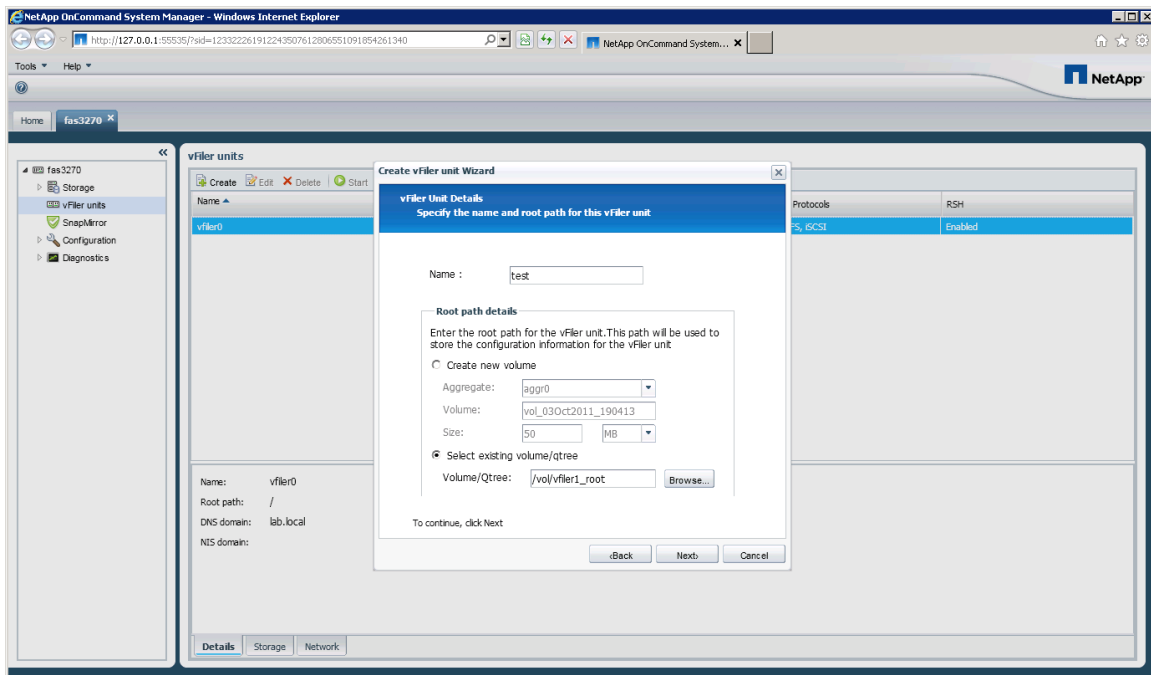 NetApp OnCommand System Manager - Windows Internet Explorer
http://127.0.0.1:55535/?sid=12332226191224350761280655109185426​1340
NetApp OnCommand System...
Tools Help
NetApp
Home fas3270
fas3270
Storage
vFiler units
SnapMirror
Configuration
Diagnostics
vFiler units
Create Edit Delete Start
Name Protocols RSH
vfiler0 FS, iSCSI Enabled
Create vFiler unit Wizard
vFiler Unit Details
Specify the name and root path for this vFiler unit
Name : test
Root path details
Enter the root path for the vFiler unit.This path will be used to
store the configuration information for the vFiler unit
Create new volume
Aggregate: aggr0
Volume: vol_03Oct2011_190413
Size: 50 MB
Select existing volume/qtree
Volume/Qtree: /vol/vfiler1_root Browse...
To continue, click Next
‹Back Next› Cancel
Name: vfiler0
Root path: /
DNS domain: lab.local
NIS domain:
Details Storage Network